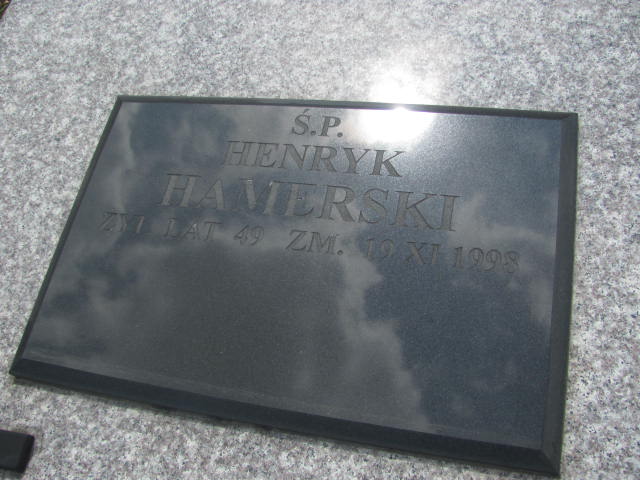 Ś.P.
HENRYK
HAMERSKI
ŻYŁ LAT 49 ZM. 19 XI 1998